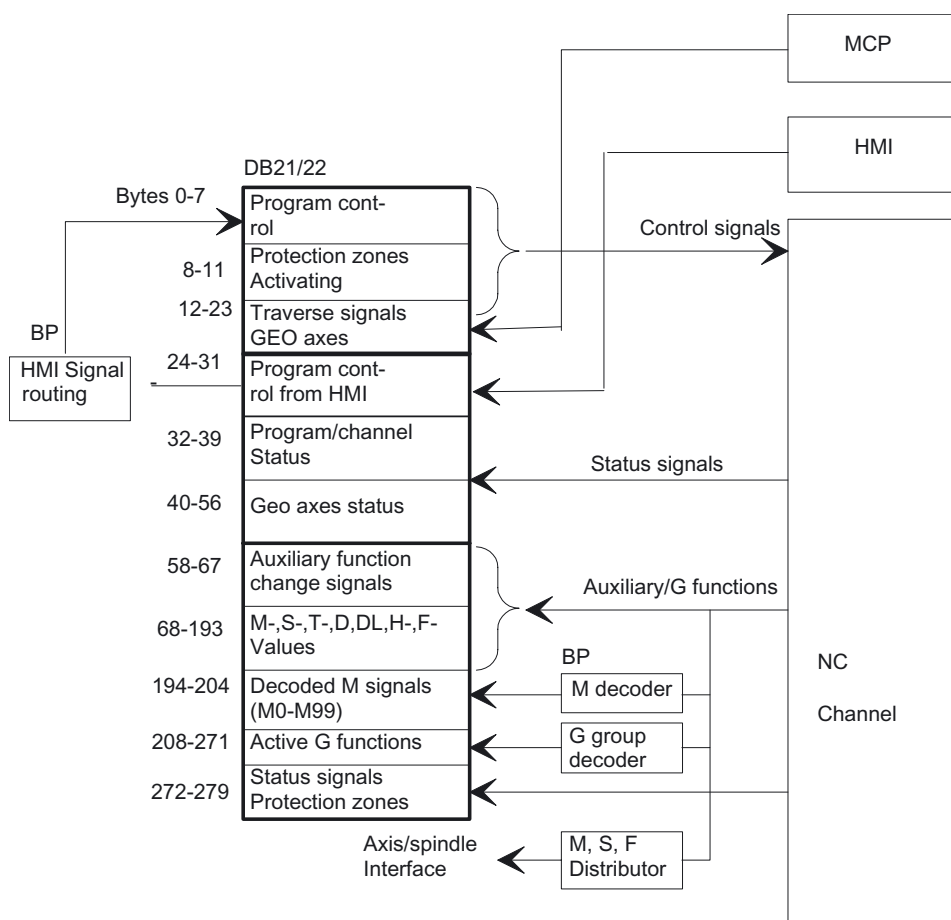 MCP
HMI
DB21/22
Bytes 0-7
Program cont-
rol
Control signals
8-11
Protection zones
Activating
12-23
Traverse signals
GEO axes
BP
HMI Signal
routing
24-31
Program cont-
rol from HMI
32-39
Program/channel
Status
Status signals
40-56
Geo axes status
58-67
Auxiliary function
change signals
Auxiliary/G functions
68-193
M-,S-,T-,D,DL,H-,F-
Values
BP
NC
Channel
194-204
Decoded M signals
(M0-M99)
M decoder
208-271
Active G functions
G group
decoder
272-279
Status signals
Protection zones
Axis/spindle
Interface
M, S, F
Distributor